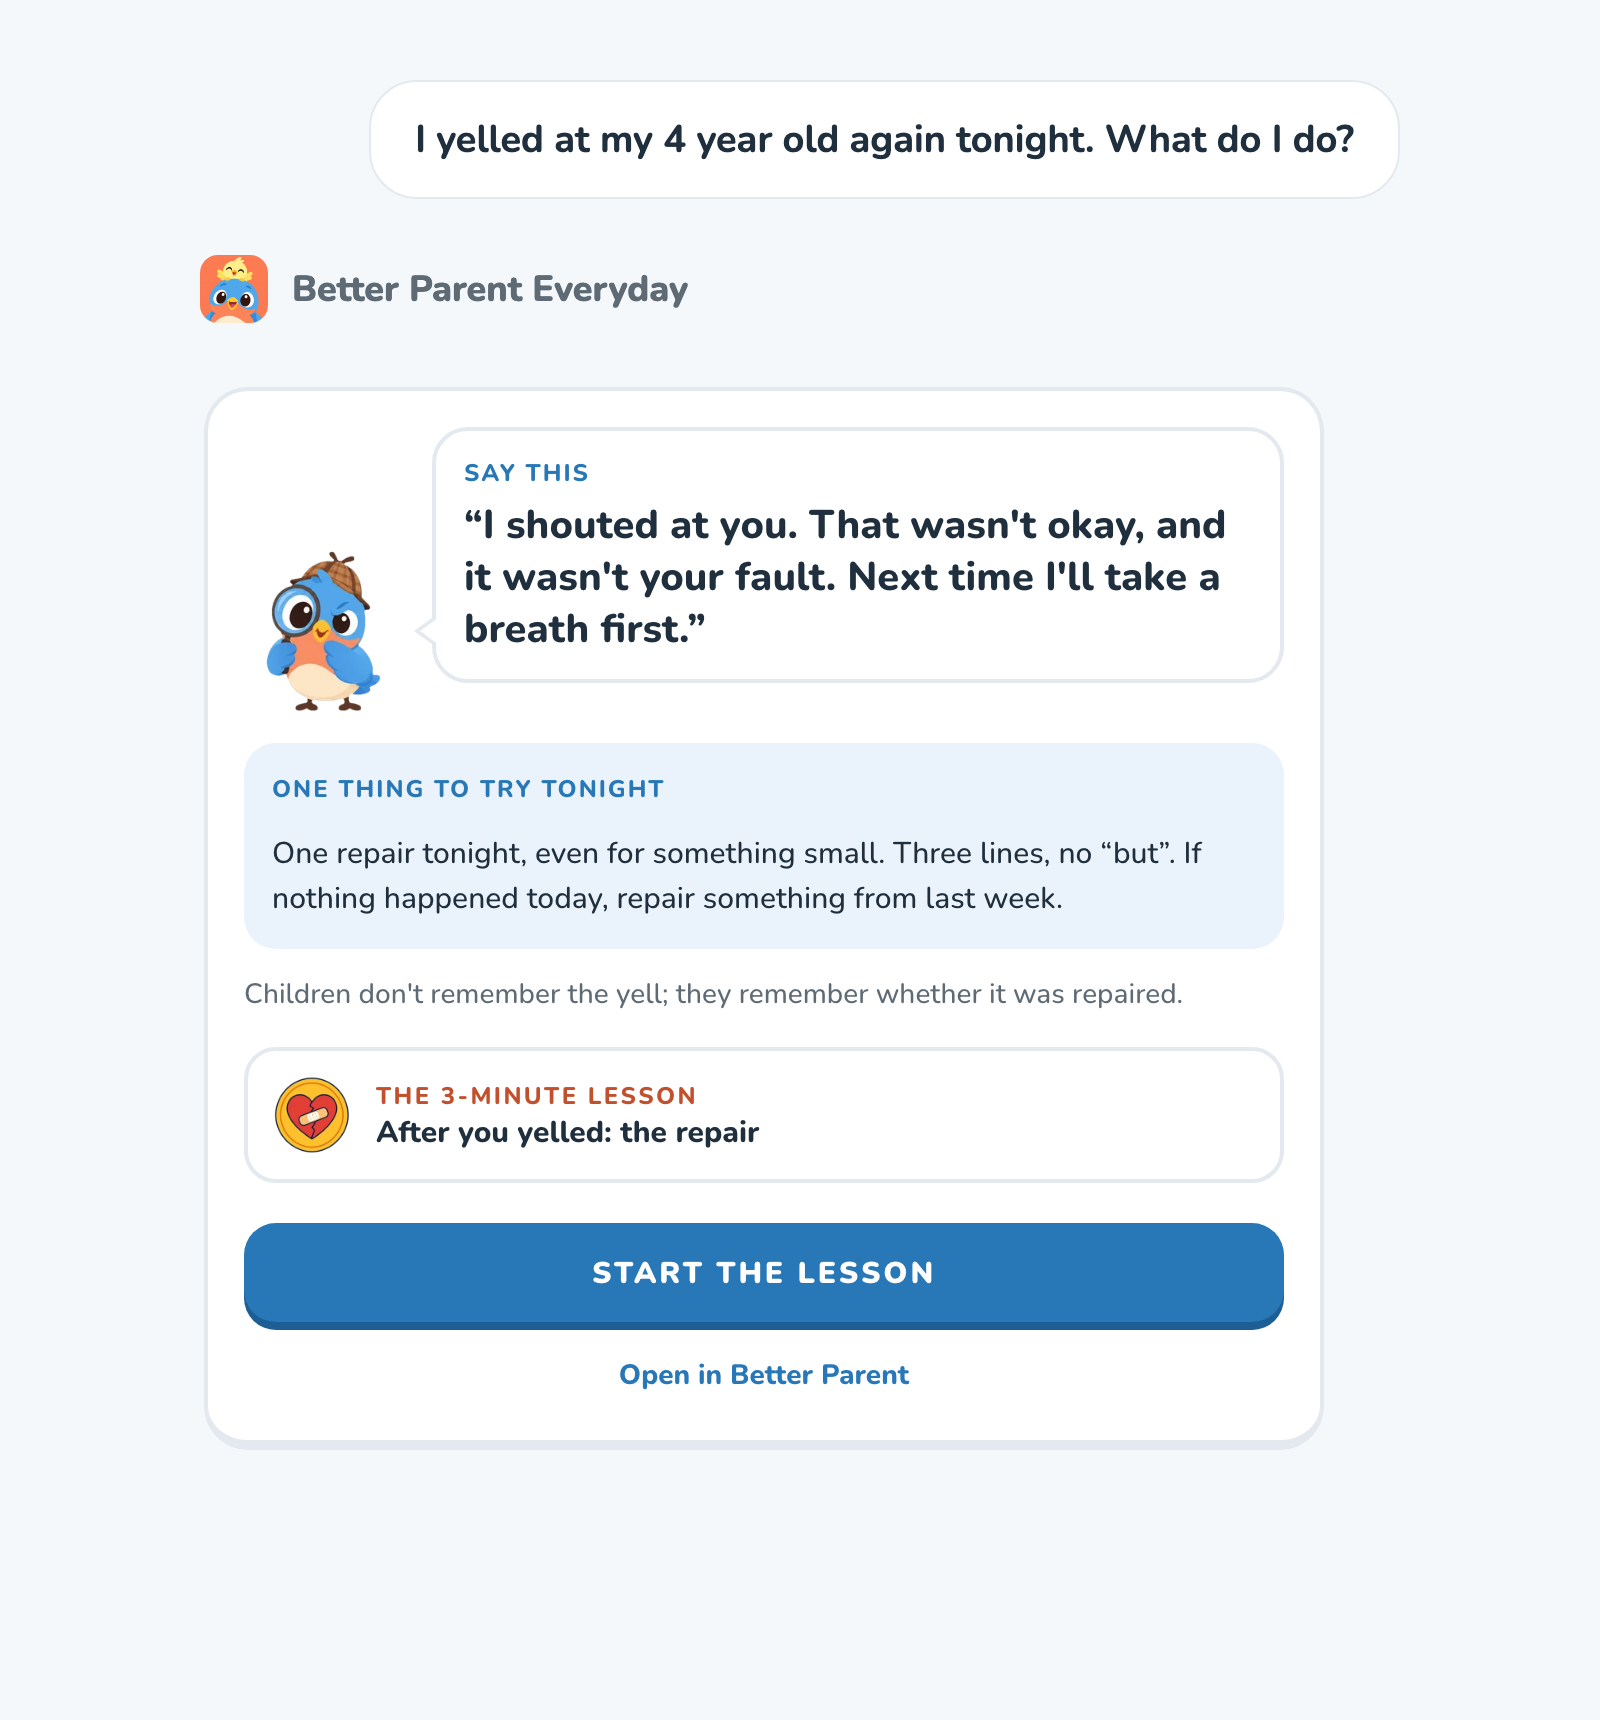 I yelled at my 4 year old again tonight. What do I do?
Better Parent Everyday
SAY THIS
“I shouted at you. That wasn't okay, and
it wasn't your fault. Next time I'll take a
breath first.”
ONE THING TO TRY TONIGHT
One repair tonight, even for something small. Three lines, no “but”. If
nothing happened today, repair something from last week.
Children don't remember the yell; they remember whether it was repaired.
THE 3-MINUTE LESSON
After you yelled: the repair
START THE LESSON
Open in Better Parent